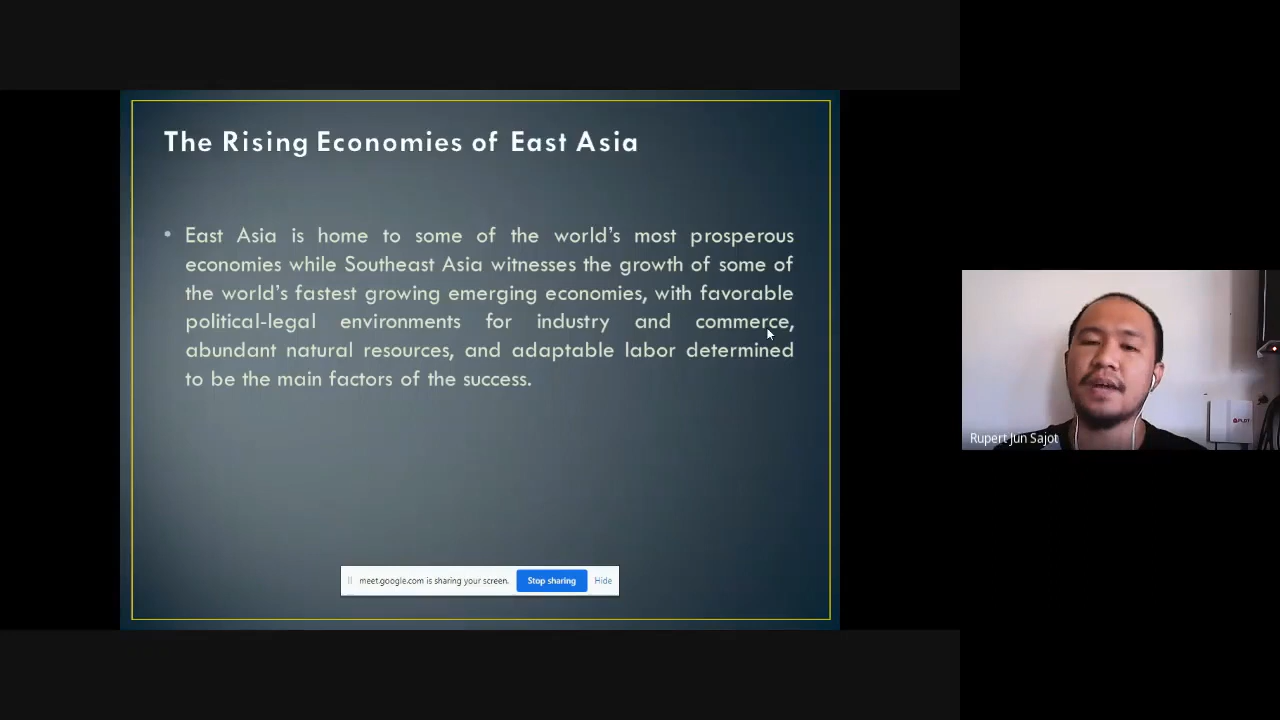 The Rising Economies of East Asia
• East Asia is home to some of the world's most prosperous
economies while Southeast Asia witnesses the growth of some of
the world's fastest growing emerging economies, with favorable
political-legal environments for industry and commerce,
abundant natural resources, and adaptable labor determined
to be the main factors of the success.
meet.google.com is sharing your screen. Stop sharing Hide
Rupert Jun Sajot
PLDT